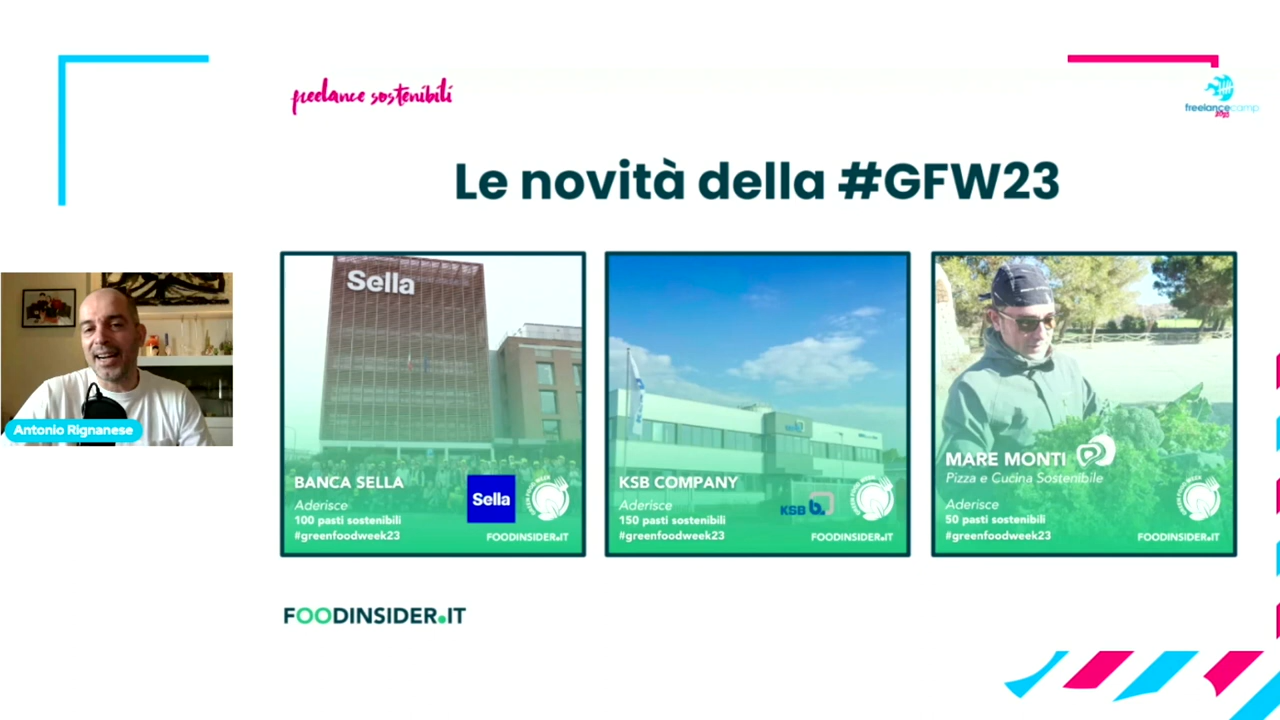 freelance sostenibili
freelancecamp
Le novità della #GFW23
Antonio Rignanese
Sella
BANCA SELLA
Aderisce
100 pasti sostenibili
#greenfoodweek23
Sella
FOODINSIDER.IT
KSB COMPANY
Aderisce
150 pasti sostenibili
#greenfoodweek23
KSB b.
FOODINSIDER.IT
MARE MONTI
Pizza e Cucina Sostenibile
Aderisce
50 pasti sostenibili
#greenfoodweek23
FOODINSIDER.IT
FOODINSIDER.IT